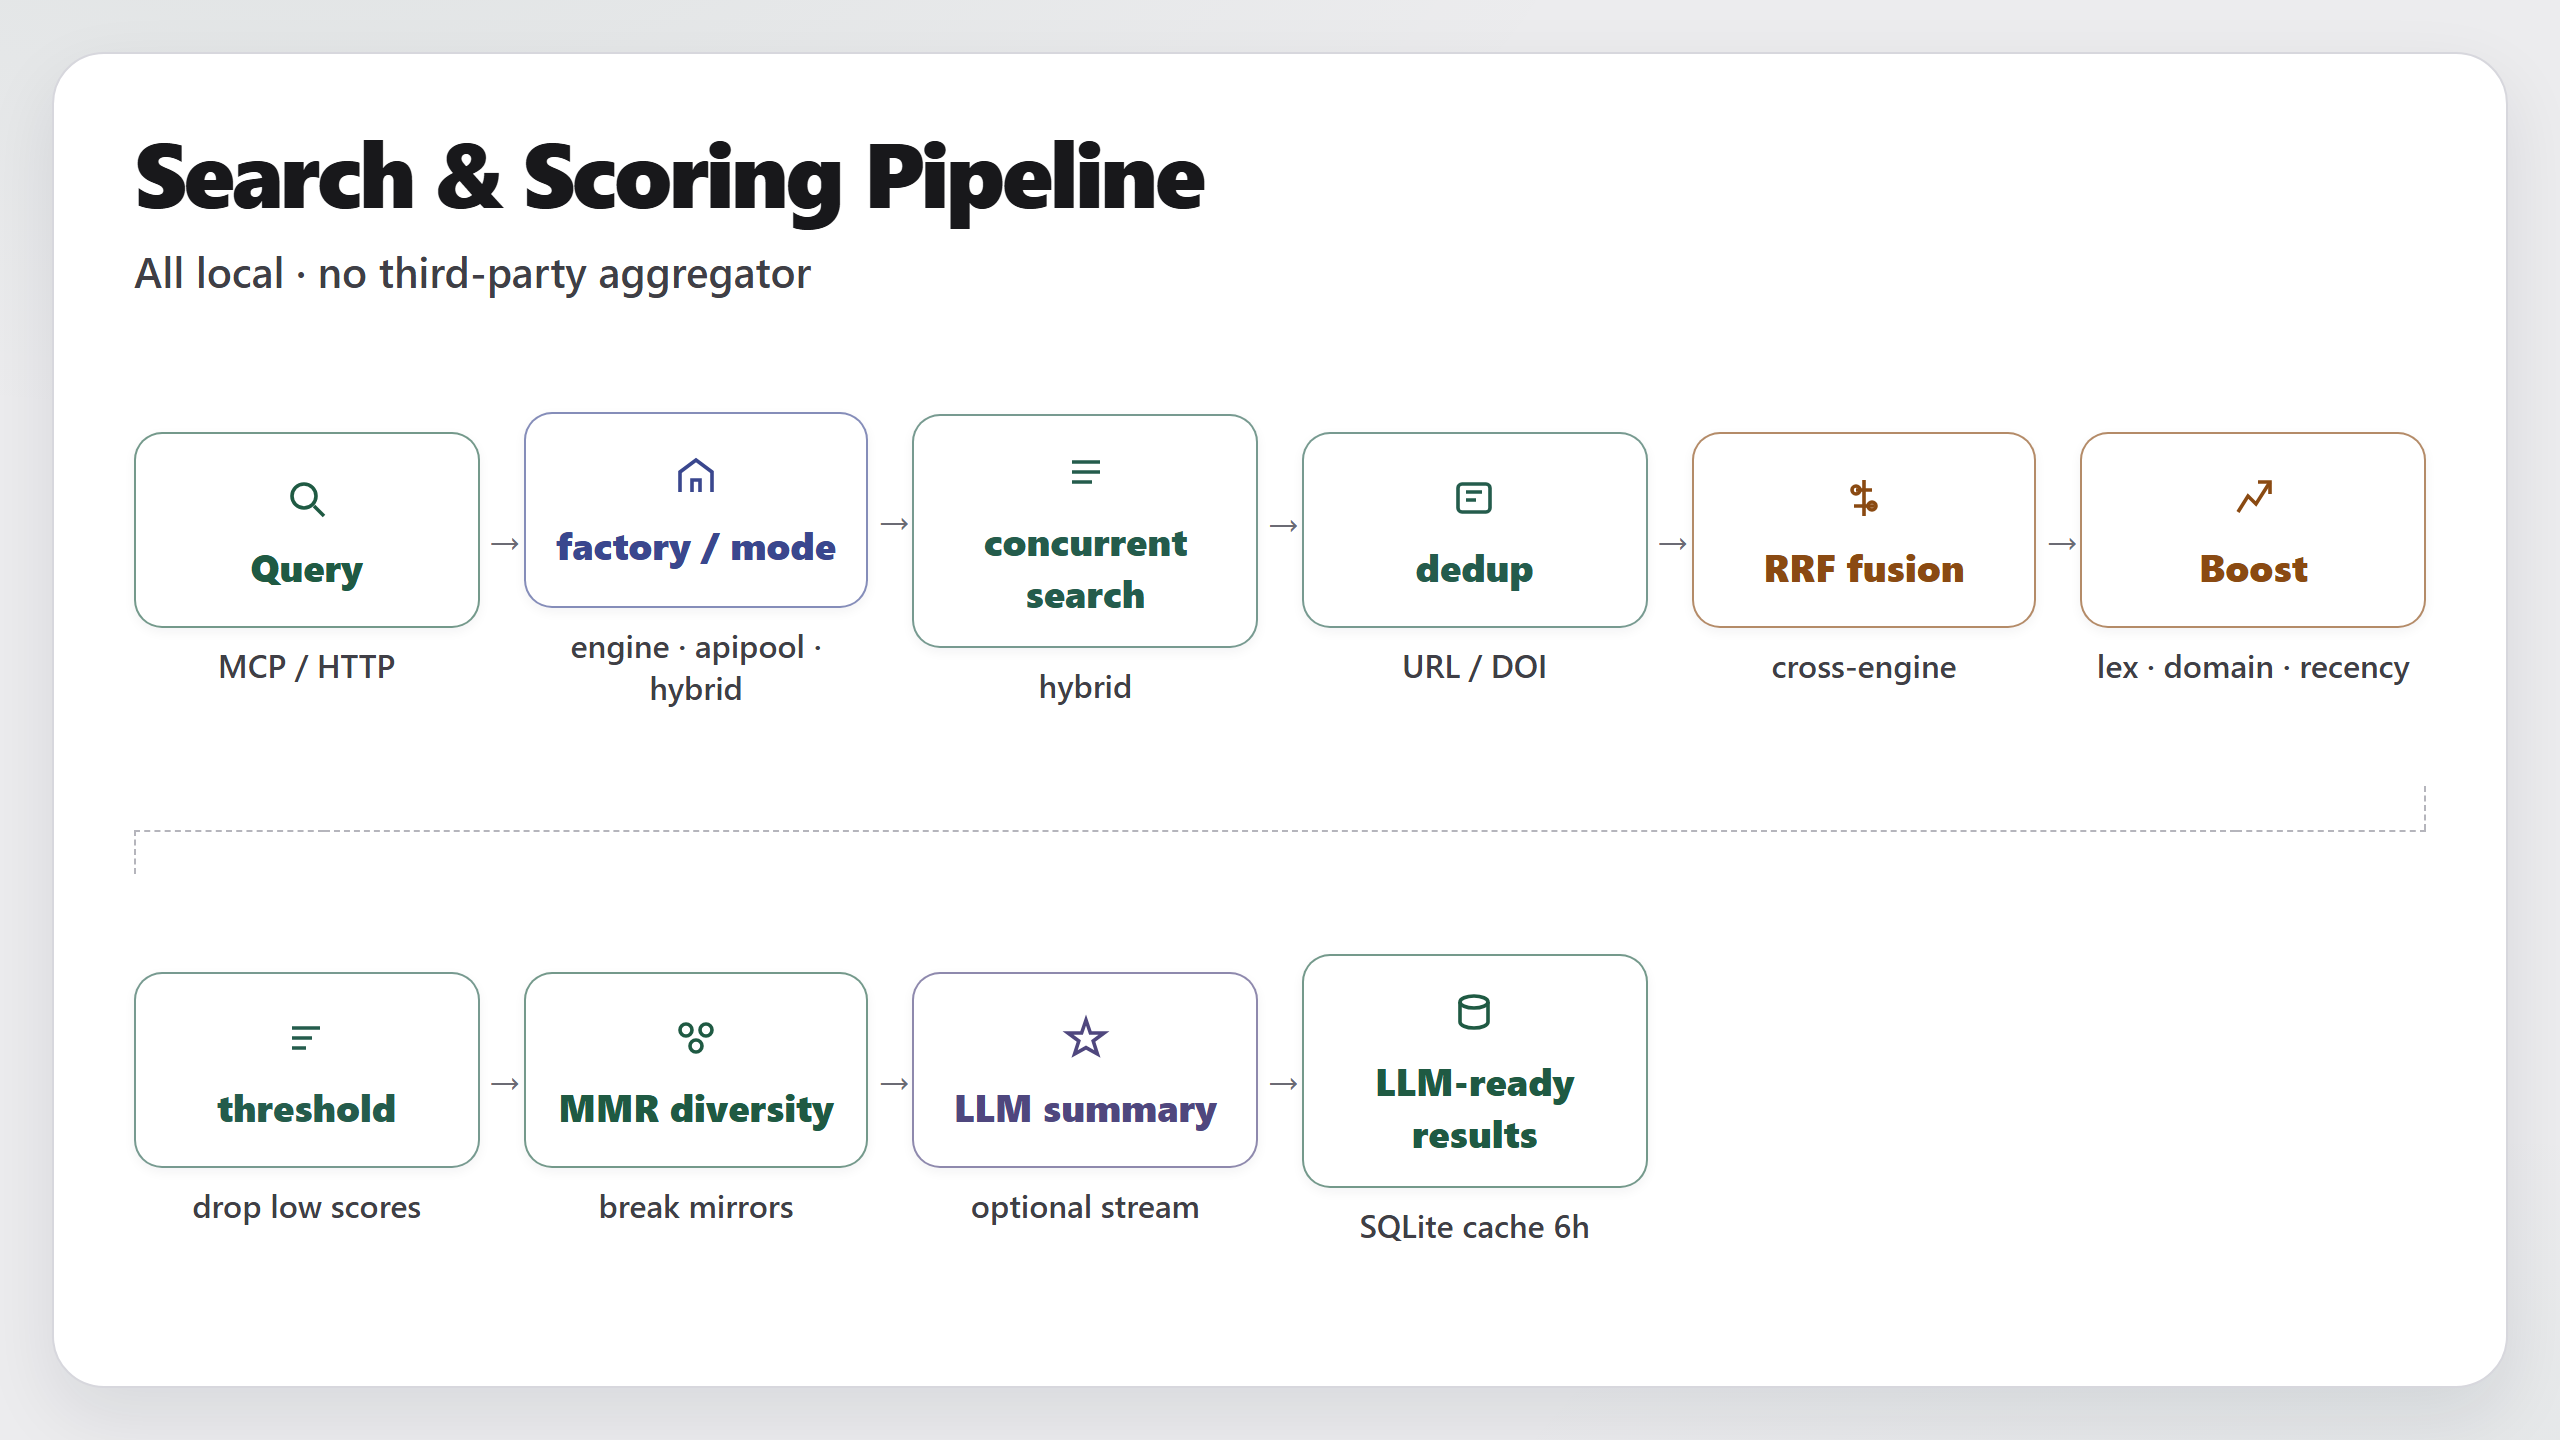 Search & Scoring Pipeline
All local · no third-party aggregator
Query
MCP / HTTP
→
factory / mode
engine · apipool ·
hybrid
→
concurrent
search
hybrid
→
dedup
URL / DOI
→
RRF fusion
cross-engine
→
Boost
lex · domain · recency
threshold
drop low scores
→
MMR diversity
break mirrors
→
LLM summary
optional stream
→
LLM-ready
results
SQLite cache 6h